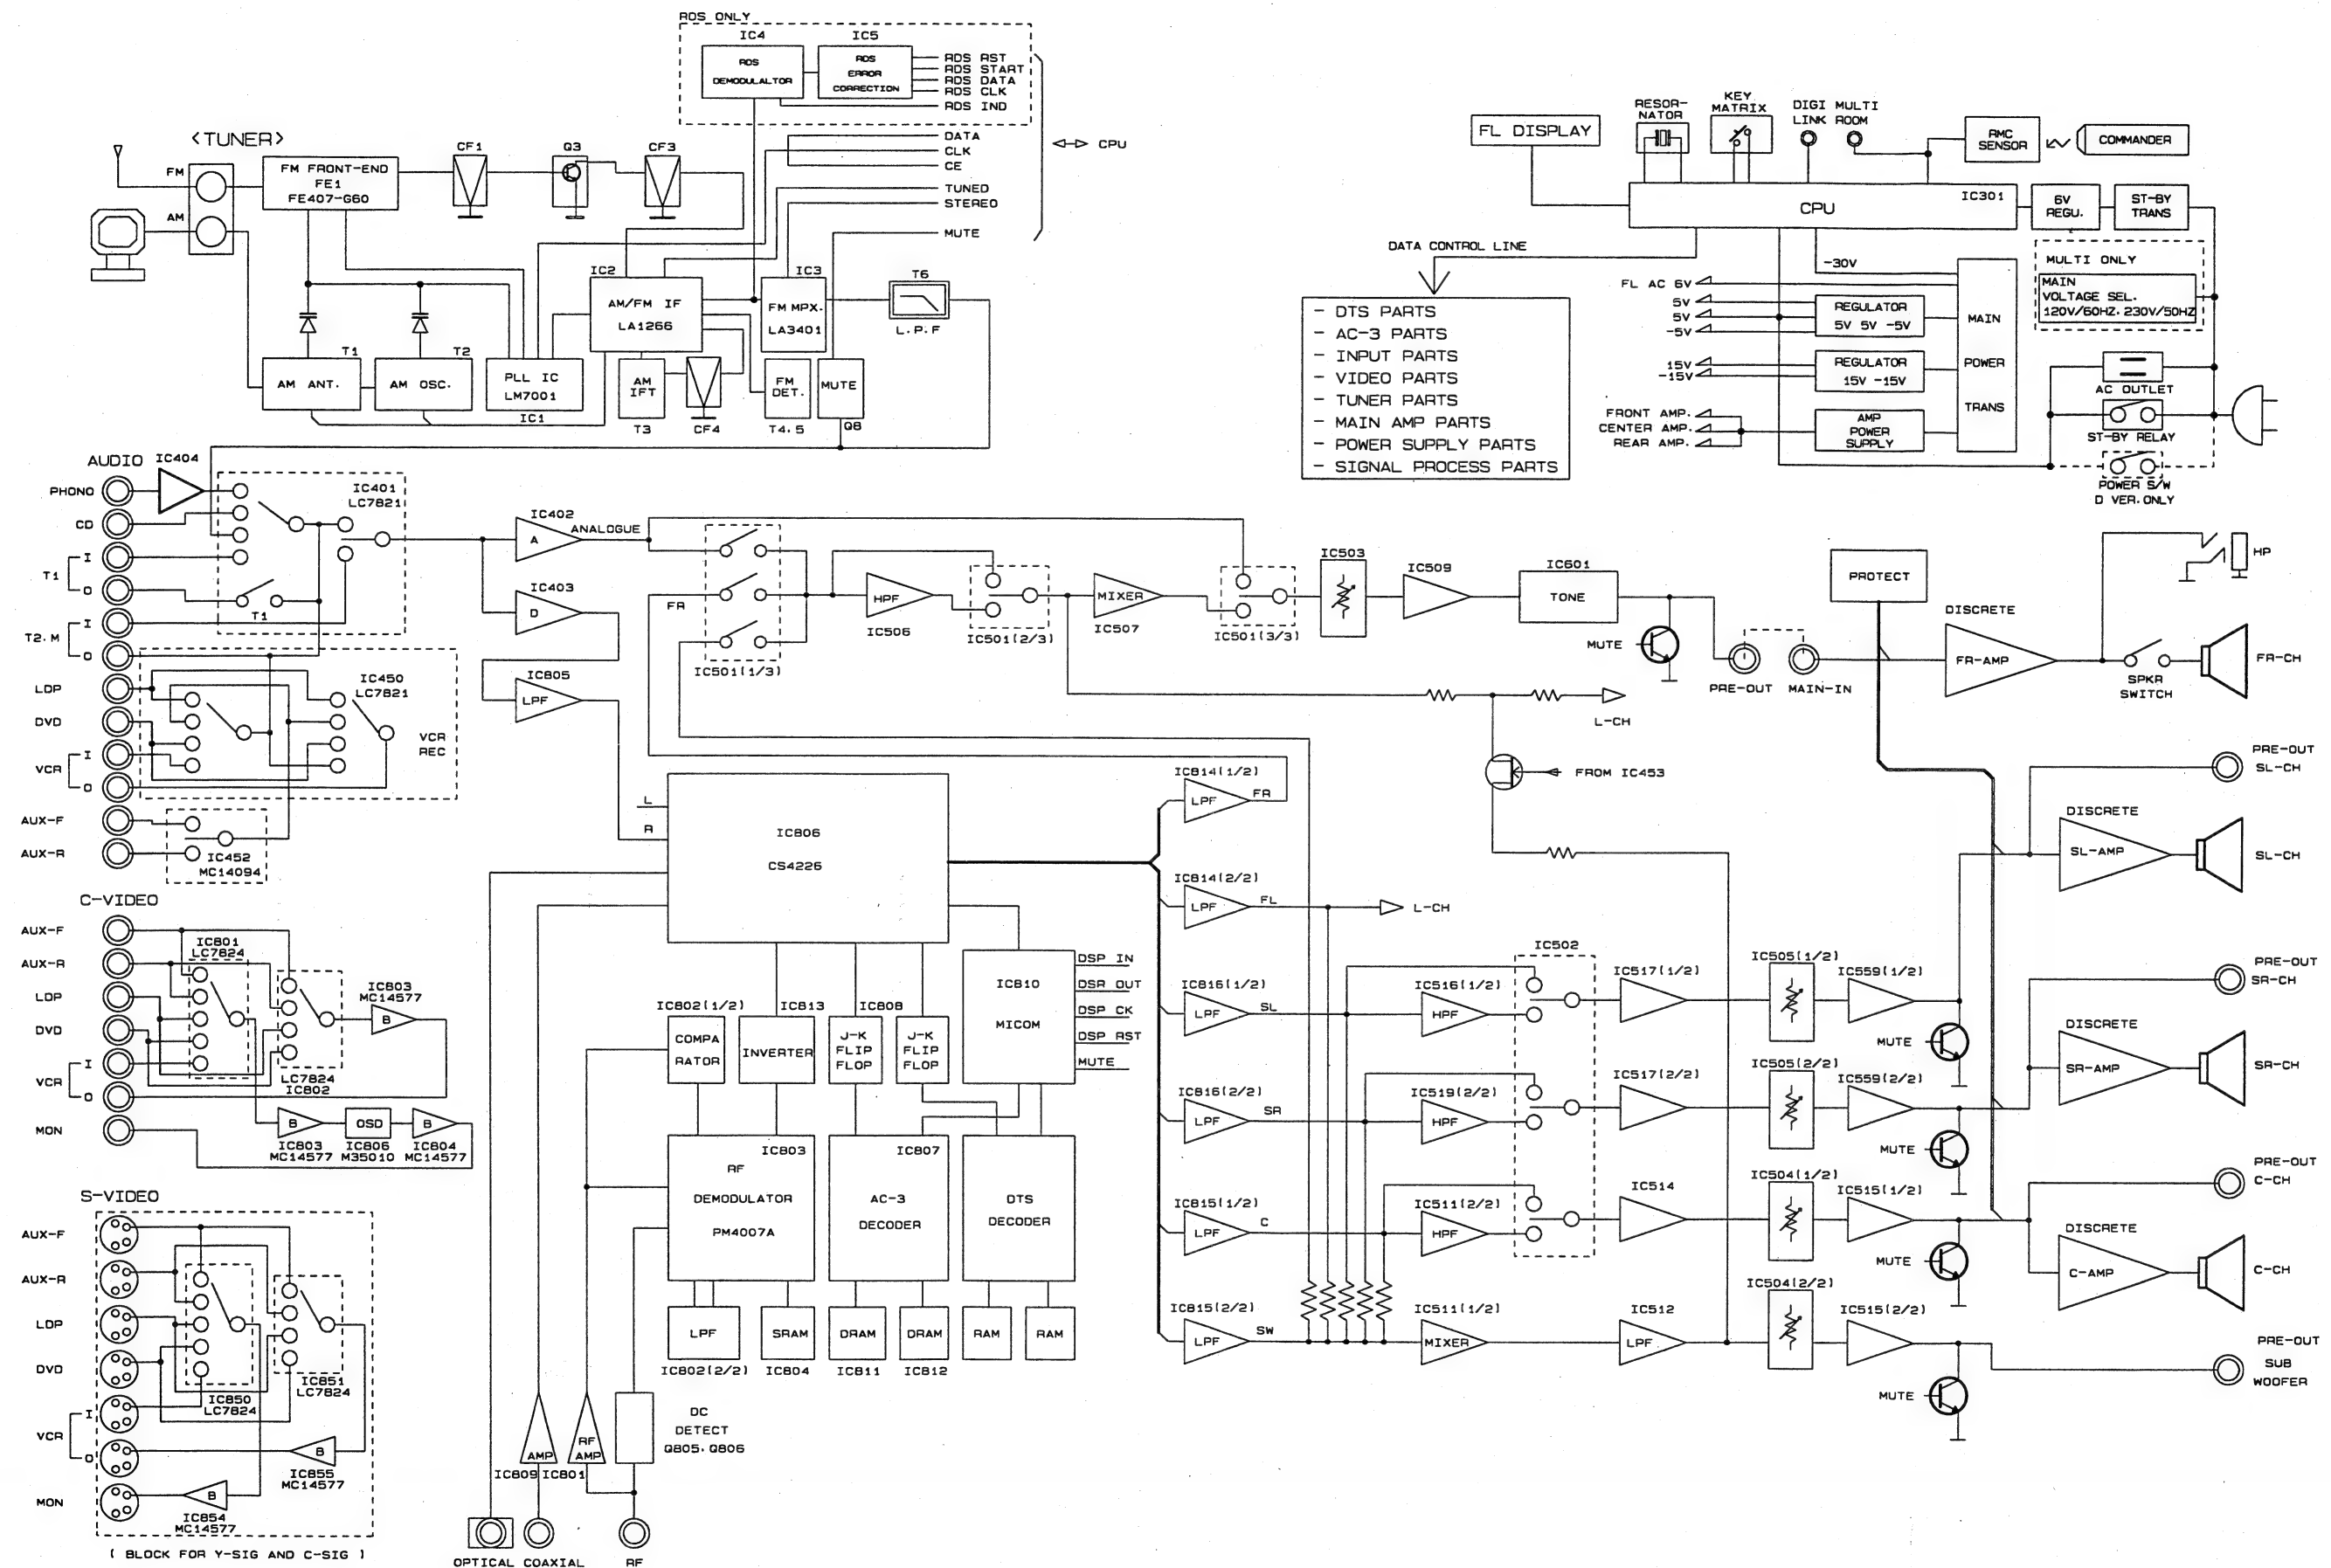 RDS ONLY
IC4
IC5
RDS
DEMODULALTOR
RDS
ERROR
CORRECTION
RDS RST
RDS START
RDS DATA
RDS CLK
RDS IND
DATA
CLK
CE
TUNED
STEREO
MUTE
CPU
<TUNER>
FM
AM
FM FRONT-END
FE1
FE407-G60
CF1
Q3
CF3
IC2
AM/FM IF
LA1266
IC3
FM MPX.
LA3401
T6
L.P.F
T1
AM ANT.
T2
AM OSC.
PLL IC
LM7001
IC1
AM
IFT
T3
CF4
FM
DET.
T4.5
MUTE
Q8
FL DISPLAY
RESOR-
NATOR
KEY
MATRIX
DIGI
LINK
MULTI
ROOM
RMC
SENSOR
COMMANDER
CPU
IC301
6V
REGU.
ST-BY
TRANS
DATA CONTROL LINE
- DTS PARTS
- AC-3 PARTS
- INPUT PARTS
- VIDEO PARTS
- TUNER PARTS
- MAIN AMP PARTS
- POWER SUPPLY PARTS
- SIGNAL PROCESS PARTS
-30V
FL AC 6V
5V
5V
-5V
REGULATOR
5V 5V -5V
15V
-15V
REGULATOR
15V -15V
FRONT AMP.
CENTER AMP.
REAR AMP.
AMP
POWER
SUPPLY
MAIN
POWER
TRANS
MULTI ONLY
MAIN
VOLTAGE SEL.
120V/60HZ. 230V/50HZ
AC OUTLET
ST-BY RELAY
POWER S/W
D VER.ONLY
AUDIO
IC404
PHONO
CD
T1
I
O
T2.M
I
O
LDP
DVD
VCR
I
O
AUX-F
AUX-R
IC401
LC7821
T1
IC450
LC7821
VCR
REC
IC452
MC14094
IC402
A
ANALOGUE
IC403
D
IC805
LPF
FR
IC501(1/3)
HPF
IC506
IC501(2/3)
MIXER
IC507
IC501(3/3)
IC503
IC509
IC601
TONE
MUTE
PRE-OUT
MAIN-IN
PROTECT
DISCRETE
FR-AMP
HP
SPKR
SWITCH
FR-CH
L-CH
FROM IC453
L
R
IC806
CS4226
IC814(1/2)
LPF
FR
IC814(2/2)
LPF
FL
L-CH
IC816(1/2)
LPF
SL
IC816(2/2)
LPF
SR
IC815(1/2)
LPF
C
IC815(2/2)
LPF
SW
IC810
MICOM
DSP IN
DSR OUT
DSP CK
DSP RST
MUTE
IC802(1/2)
COMPA
RATOR
IC813
INVERTER
IC808
J-K
FLIP
FLOP
J-K
FLIP
FLOP
IC803
RF
DEMODULATOR
PM4007A
IC807
AC-3
DECODER
DTS
DECODER
LPF
IC802(2/2)
SRAM
IC804
DRAM
IC811
DRAM
IC812
RAM
RAM
DC
DETECT
Q805.Q806
AMP
IC809
RF
AMP
IC801
OPTICAL
COAXIAL
RF
IC516(1/2)
HPF
IC519(2/2)
HPF
IC511(2/2)
HPF
IC511(1/2)
MIXER
IC502
IC517(1/2)
IC517(2/2)
IC514
IC512
LPF
IC505(1/2)
IC505(2/2)
IC504(1/2)
IC504(2/2)
IC559(1/2)
IC559(2/2)
IC515(1/2)
IC515(2/2)
MUTE
MUTE
MUTE
MUTE
PRE-OUT
SL-CH
DISCRETE
SL-AMP
SL-CH
PRE-OUT
SR-CH
DISCRETE
SR-AMP
SR-CH
PRE-OUT
C-CH
DISCRETE
C-AMP
C-CH
PRE-OUT
SUB
WOOFER
C-VIDEO
AUX-F
AUX-R
LDP
DVD
VCR
I
O
MON
IC801
LC7824
LC7824
IC802
IC803
MC14577
B
B
IC803
MC14577
OSD
IC806
M35010
B
IC804
MC14577
S-VIDEO
AUX-F
AUX-R
LDP
DVD
VCR
I
O
MON
IC850
LC7824
IC851
LC7824
B
IC855
MC14577
B
IC854
MC14577
( BLOCK FOR Y-SIG AND C-SIG )